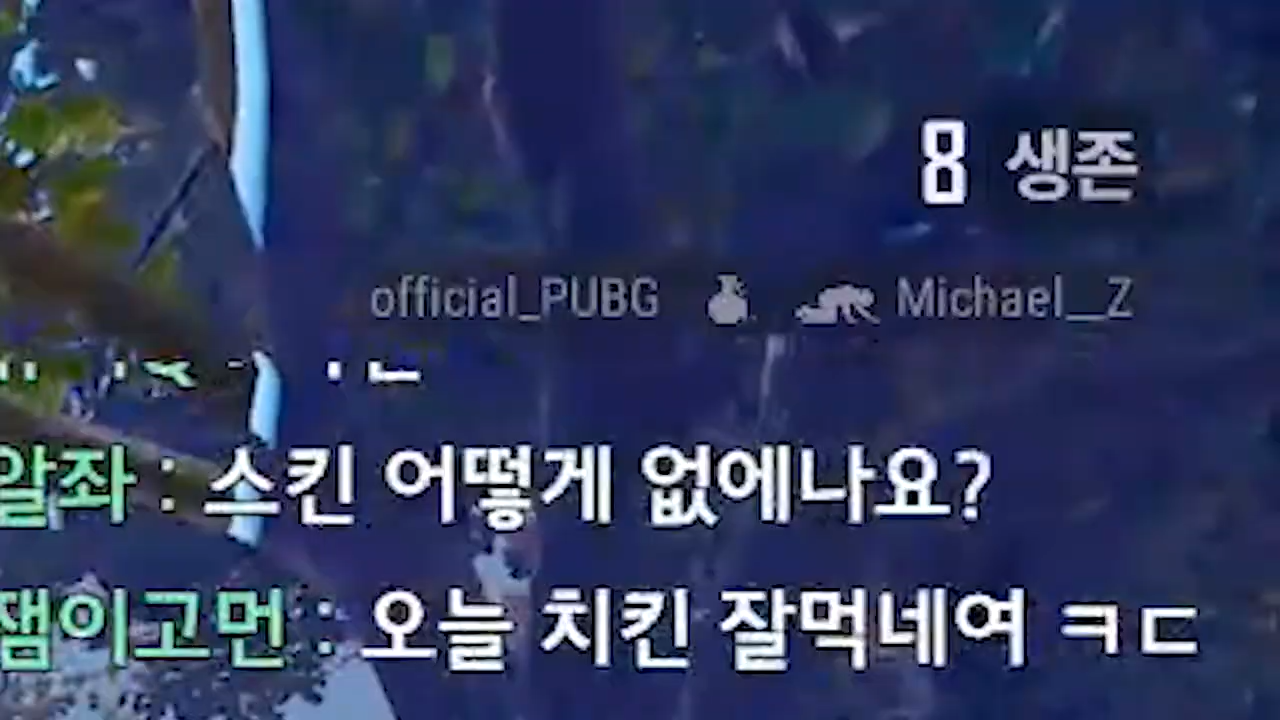 8 생존
official_PUBG Michael__Z
알좌 : 스킨 어떻게 없에나요?
잼이고먼 : 오늘 치킨 잘먹네여 ㅋㄷ